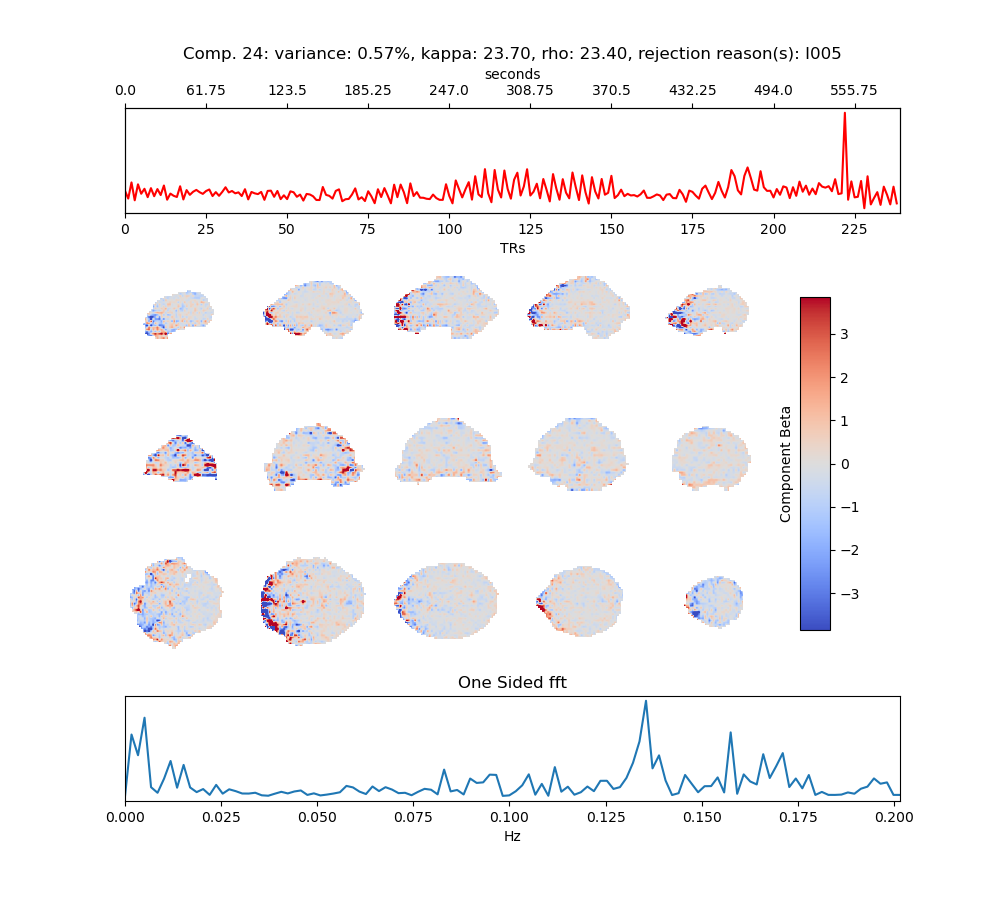 Comp. 24: variance: 0.57%, kappa: 23.70, rho: 23.40, rejection reason(s): I005
seconds
0.0 61.75 123.5 185.25 247.0 308.75 370.5 432.25 494.0 555.75
0 25 50 75 100 125 150 175 200 225
TRs
3
2
1
0
−1
−2
−3
Component Beta
One Sided fft
0.000 0.025 0.050 0.075 0.100 0.125 0.150 0.175 0.200
Hz